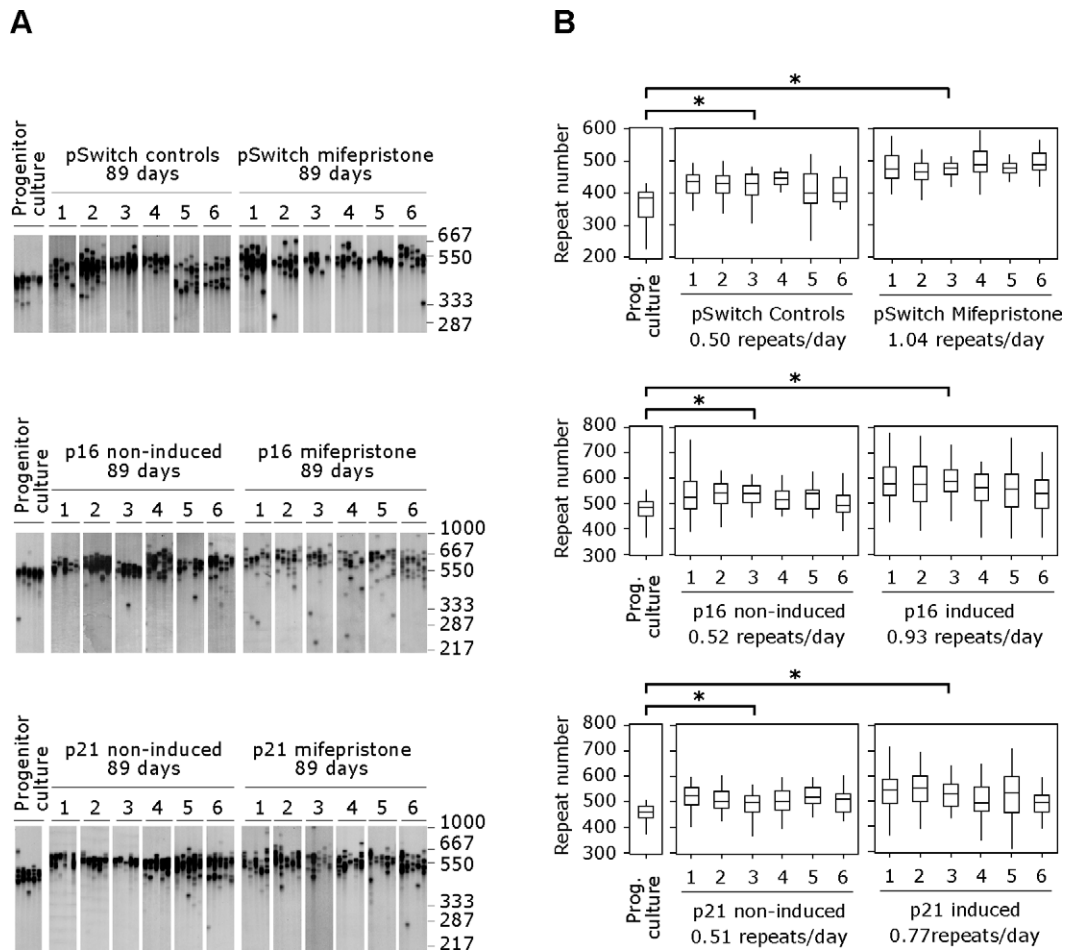 A
Progenitor
culture
pSwitch controls
89 days
1 2 3 4 5 6
pSwitch mifepristone
89 days
1 2 3 4 5 6
667
550
333
287
Progenitor
culture
p16 non-induced
89 days
1 2 3 4 5 6
p16 mifepristone
89 days
1 2 3 4 5 6
1000
667
550
333
287
217
Progenitor
culture
p21 non-induced
89 days
1 2 3 4 5 6
p21 mifepristone
89 days
1 2 3 4 5 6
1000
667
550
333
287
217
B
*
*
Repeat number
600
500
400
300
200
Prog.
culture
1 2 3 4 5 6
pSwitch Controls
0.50 repeats/day
1 2 3 4 5 6
pSwitch Mifepristone
1.04 repeats/day
*
*
Repeat number
800
700
600
500
400
300
Prog.
culture
1 2 3 4 5 6
p16 non-induced
0.52 repeats/day
1 2 3 4 5 6
p16 induced
0.93 repeats/day
*
*
Repeat number
800
700
600
500
400
300
Prog.
culture
1 2 3 4 5 6
p21 non-induced
0.51 repeats/day
1 2 3 4 5 6
p21 induced
0.77repeats/day